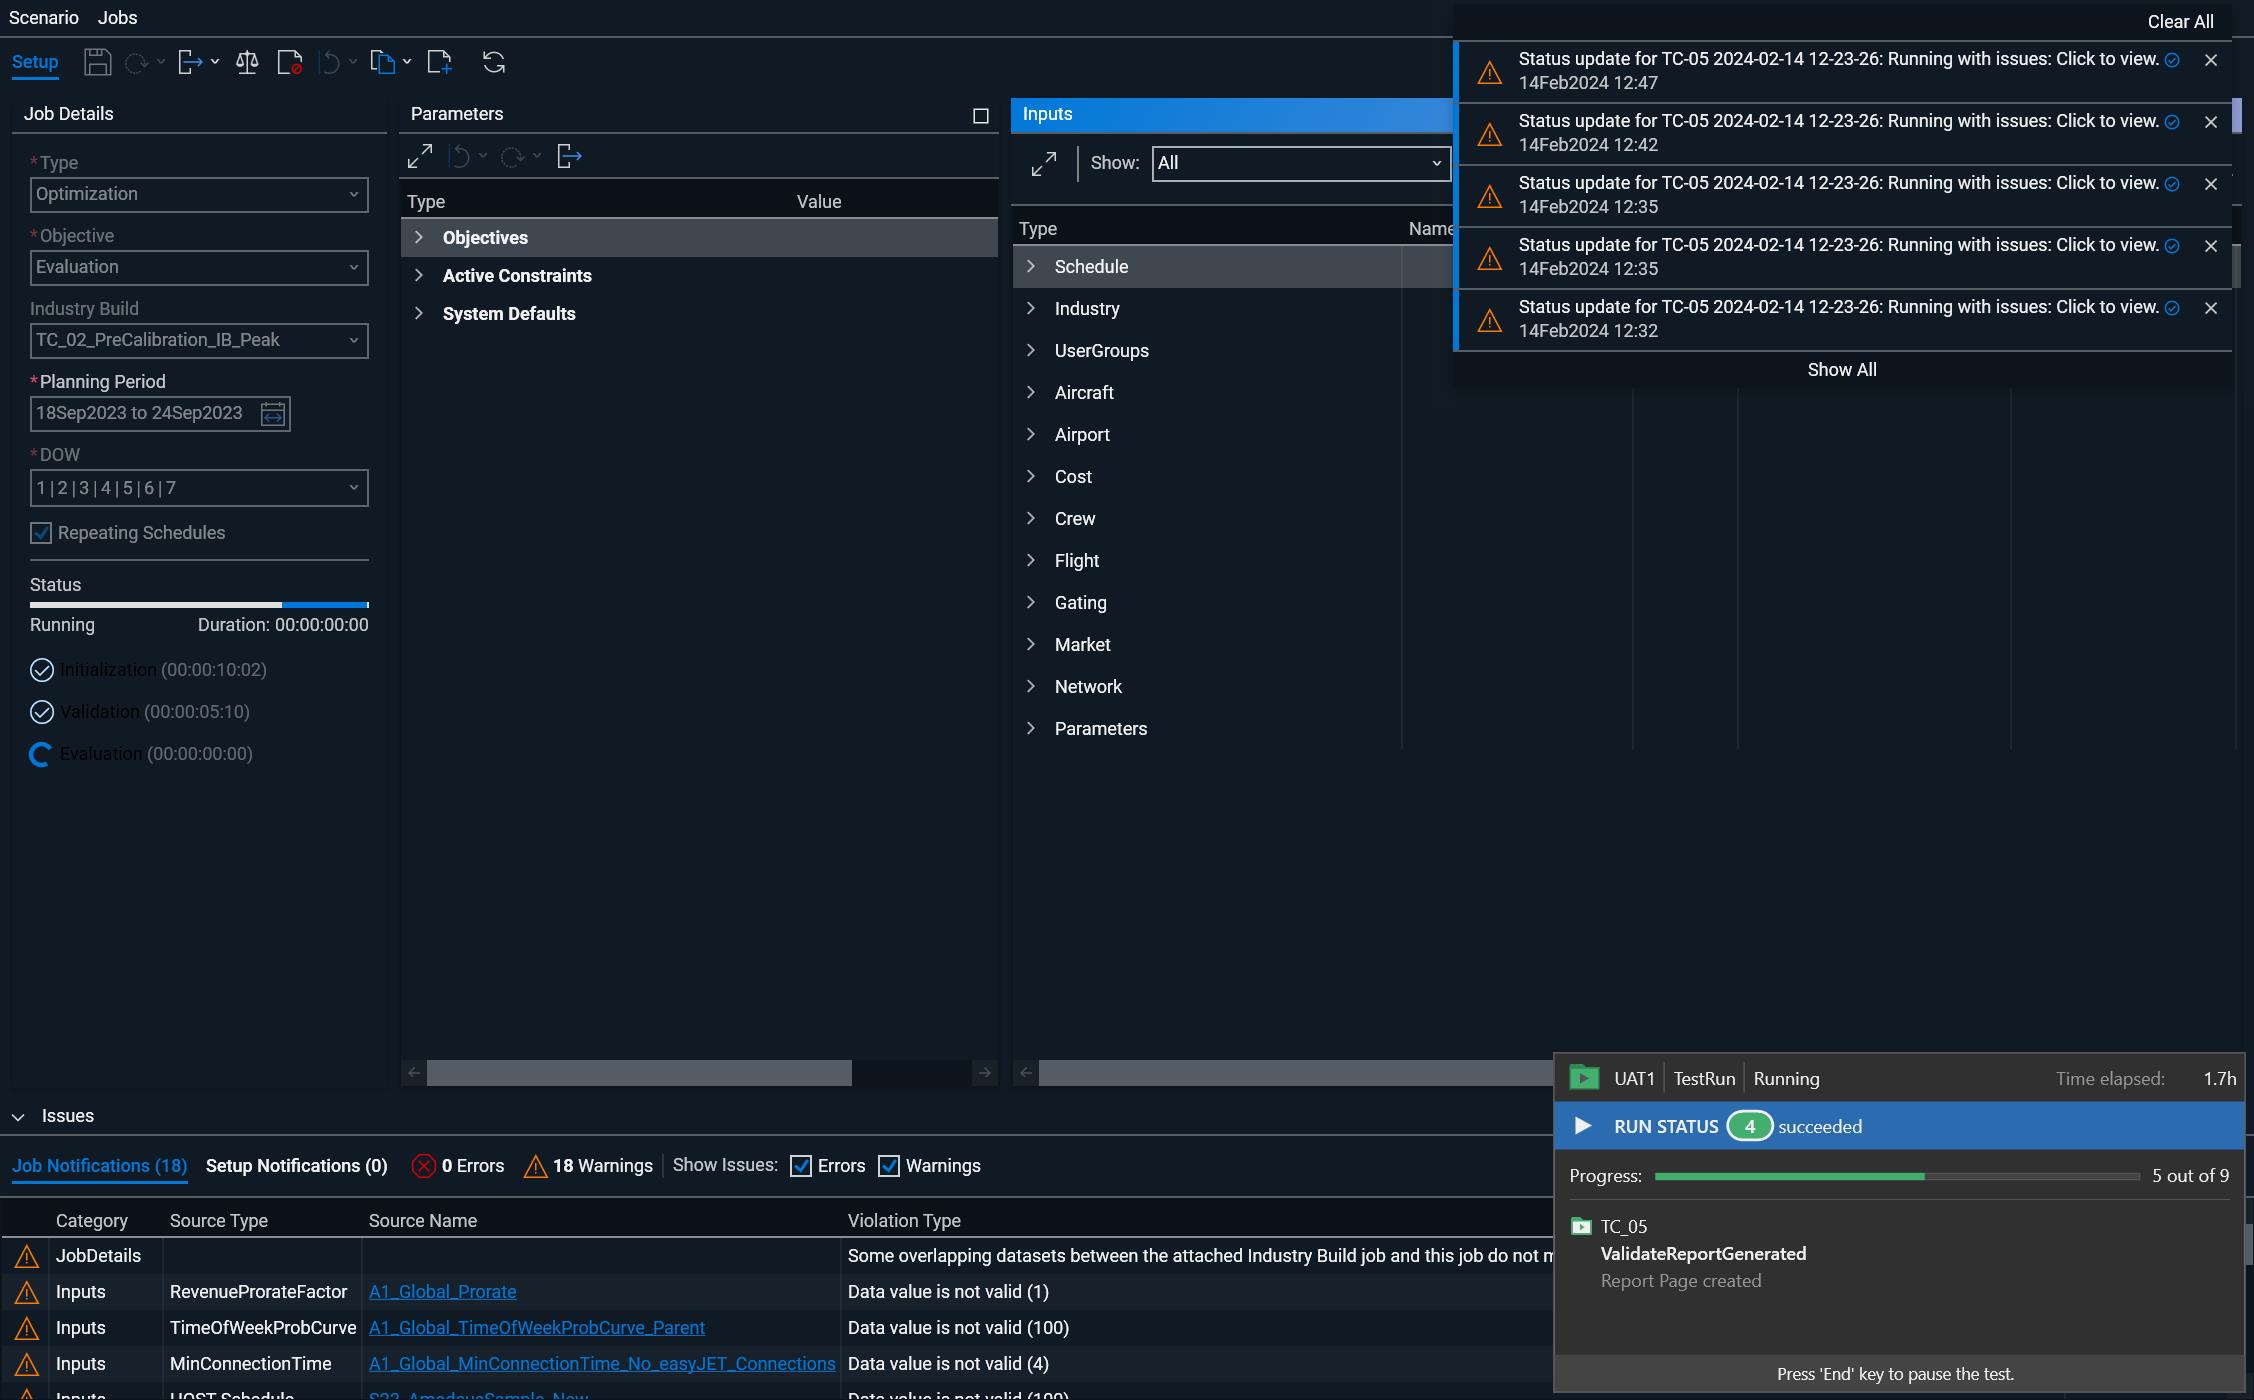 Scenario Jobs
Setup
Clear All
Status update for TC-05 2024-02-14 12-23-26: Running with issues: Click to view.
14Feb2024 12:47
Status update for TC-05 2024-02-14 12-23-26: Running with issues: Click to view.
14Feb2024 12:42
Status update for TC-05 2024-02-14 12-23-26: Running with issues: Click to view.
14Feb2024 12:35
Status update for TC-05 2024-02-14 12-23-26: Running with issues: Click to view.
14Feb2024 12:35
Status update for TC-05 2024-02-14 12-23-26: Running with issues: Click to view.
14Feb2024 12:32
Show All
Job Details
*Type
Optimization
*Objective
Evaluation
Industry Build
TC_02_PreCalibration_IB_Peak
*Planning Period
18Sep2023 to 24Sep2023
*DOW
1|2|3|4|5|6|7
Repeating Schedules
Status
Running Duration: 00:00:00:00
Initialization (00:00:10:02)
Validation (00:00:05:10)
Evaluation (00:00:00:00)
Parameters
Type Value
Objectives
Active Constraints
System Defaults
Inputs
Show: All
Type Name
Schedule
Industry
UserGroups
Aircraft
Airport
Cost
Crew
Flight
Gating
Market
Network
Parameters
Issues
Job Notifications (18) Setup Notifications (0) 0 Errors 18 Warnings Show Issues: Errors Warnings
Category Source Type Source Name Violation Type
JobDetails Some overlapping datasets between the attached Industry Build job and this job do not
Inputs RevenueProrateFactor A1_Global_Prorate Data value is not valid (1)
Inputs TimeOfWeekProbCurve A1_Global_TimeOfWeekProbCurve_Parent Data value is not valid (100)
Inputs MinConnectionTime A1_Global_MinConnectionTime_No_easyJET_Connections Data value is not valid (4)
UAT1 TestRun Running Time elapsed: 1.7h
RUN STATUS 4 succeeded
Progress: 5 out of 9
TC_05
ValidateReportGenerated
Report Page created
Press 'End' key to pause the test.